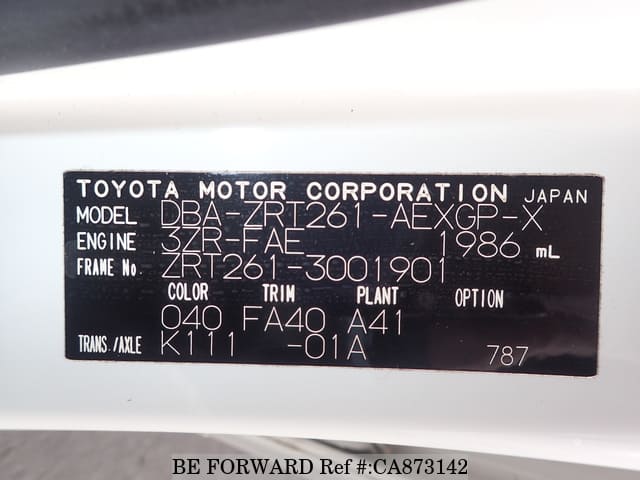 TOYOTA MOTOR CORPORATION JAPAN
MODEL DBA-ZRT261-AEXGP-X
ENGINE 3ZR-FAE 1986 mL
FRAME No. ZRT261-3001901
COLOR TRIM PLANT OPTION
040 FA40 A41
TRANS./AXLE K111 -01A 787
BE FORWARD Ref #:CA873142